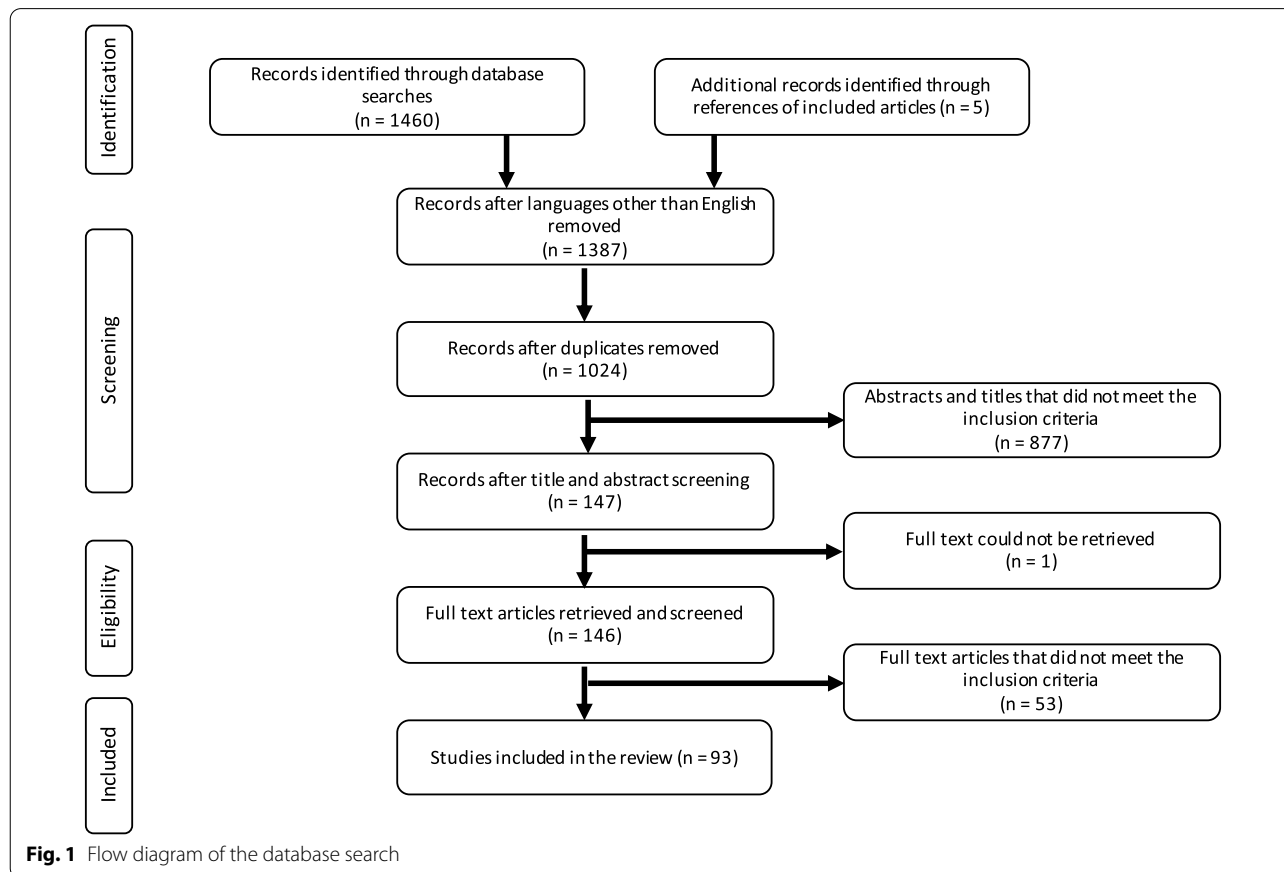 Identification
Records identified through database
searches
(n = 1460)
Additional records identified through
references of included articles (n = 5)
Records after languages other than English
removed
(n = 1387)
Screening
Records after duplicates removed
(n = 1024)
Abstracts and titles that did not meet the
inclusion criteria
(n = 877)
Records after title and abstract screening
(n = 147)
Full text could not be retrieved
(n = 1)
Eligibility
Full text articles retrieved and screened
(n = 146)
Full text articles that did not meet the
inclusion criteria
(n = 53)
Included
Studies included in the review (n = 93)
Fig. 1 Flow diagram of the database search